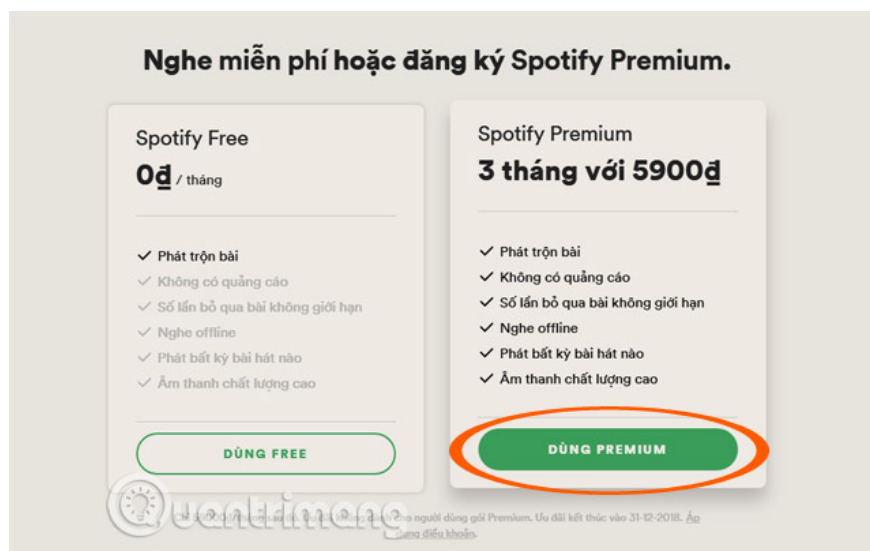 Nghe miễn phí hoặc đăng ký Spotify Premium.
Spotify Free
0₫ / tháng
Phát trộn bài
Không có quảng cáo
Số lần bỏ qua bài không giới hạn
Nghe offline
Phát bất kỳ bài hát nào
Âm thanh chất lượng cao
DÙNG FREE
Spotify Premium
3 tháng với 5900₫
Phát trộn bài
Không có quảng cáo
Số lần bỏ qua bài không giới hạn
Nghe offline
Phát bất kỳ bài hát nào
Âm thanh chất lượng cao
DÙNG PREMIUM
Quantrimang
người dùng gói Premium. Ưu đãi kết thúc vào 31-12-2018. Áp
dụng điều khoản.